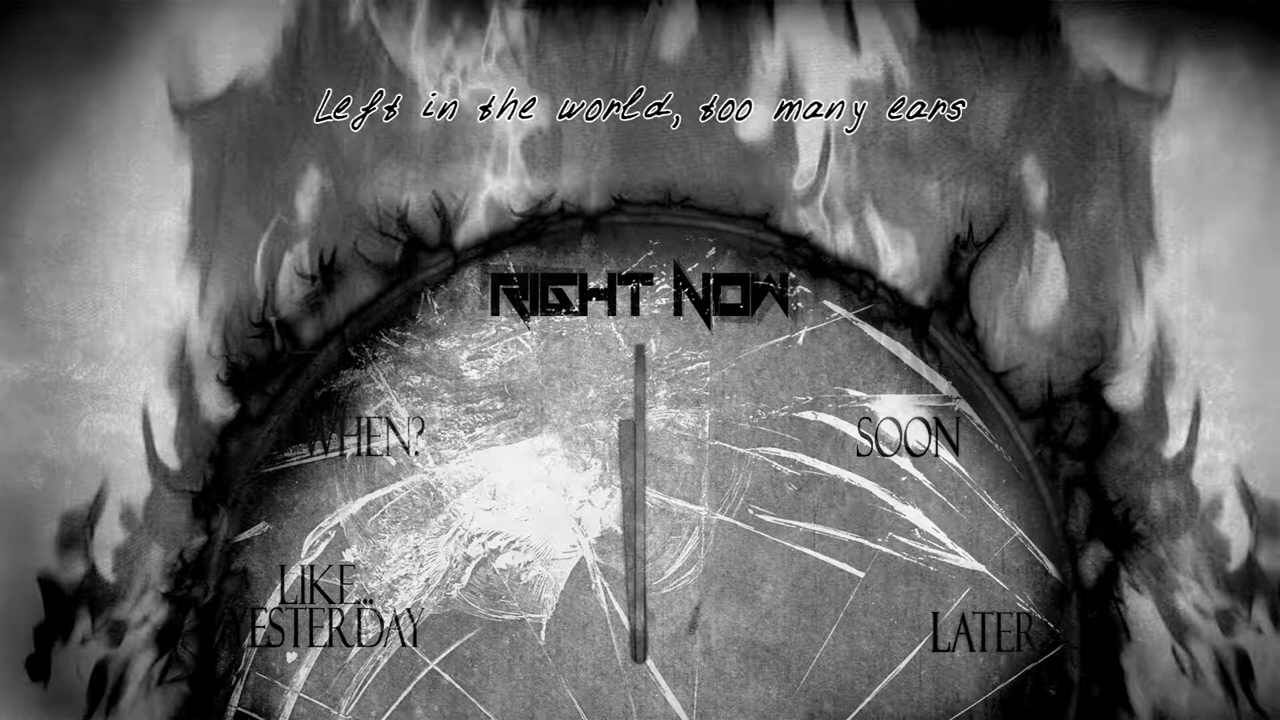 Left in the world, too many ears
RIGHT NOW
WHEN?
SOON
LIKE..
YESTERDAY
LATER